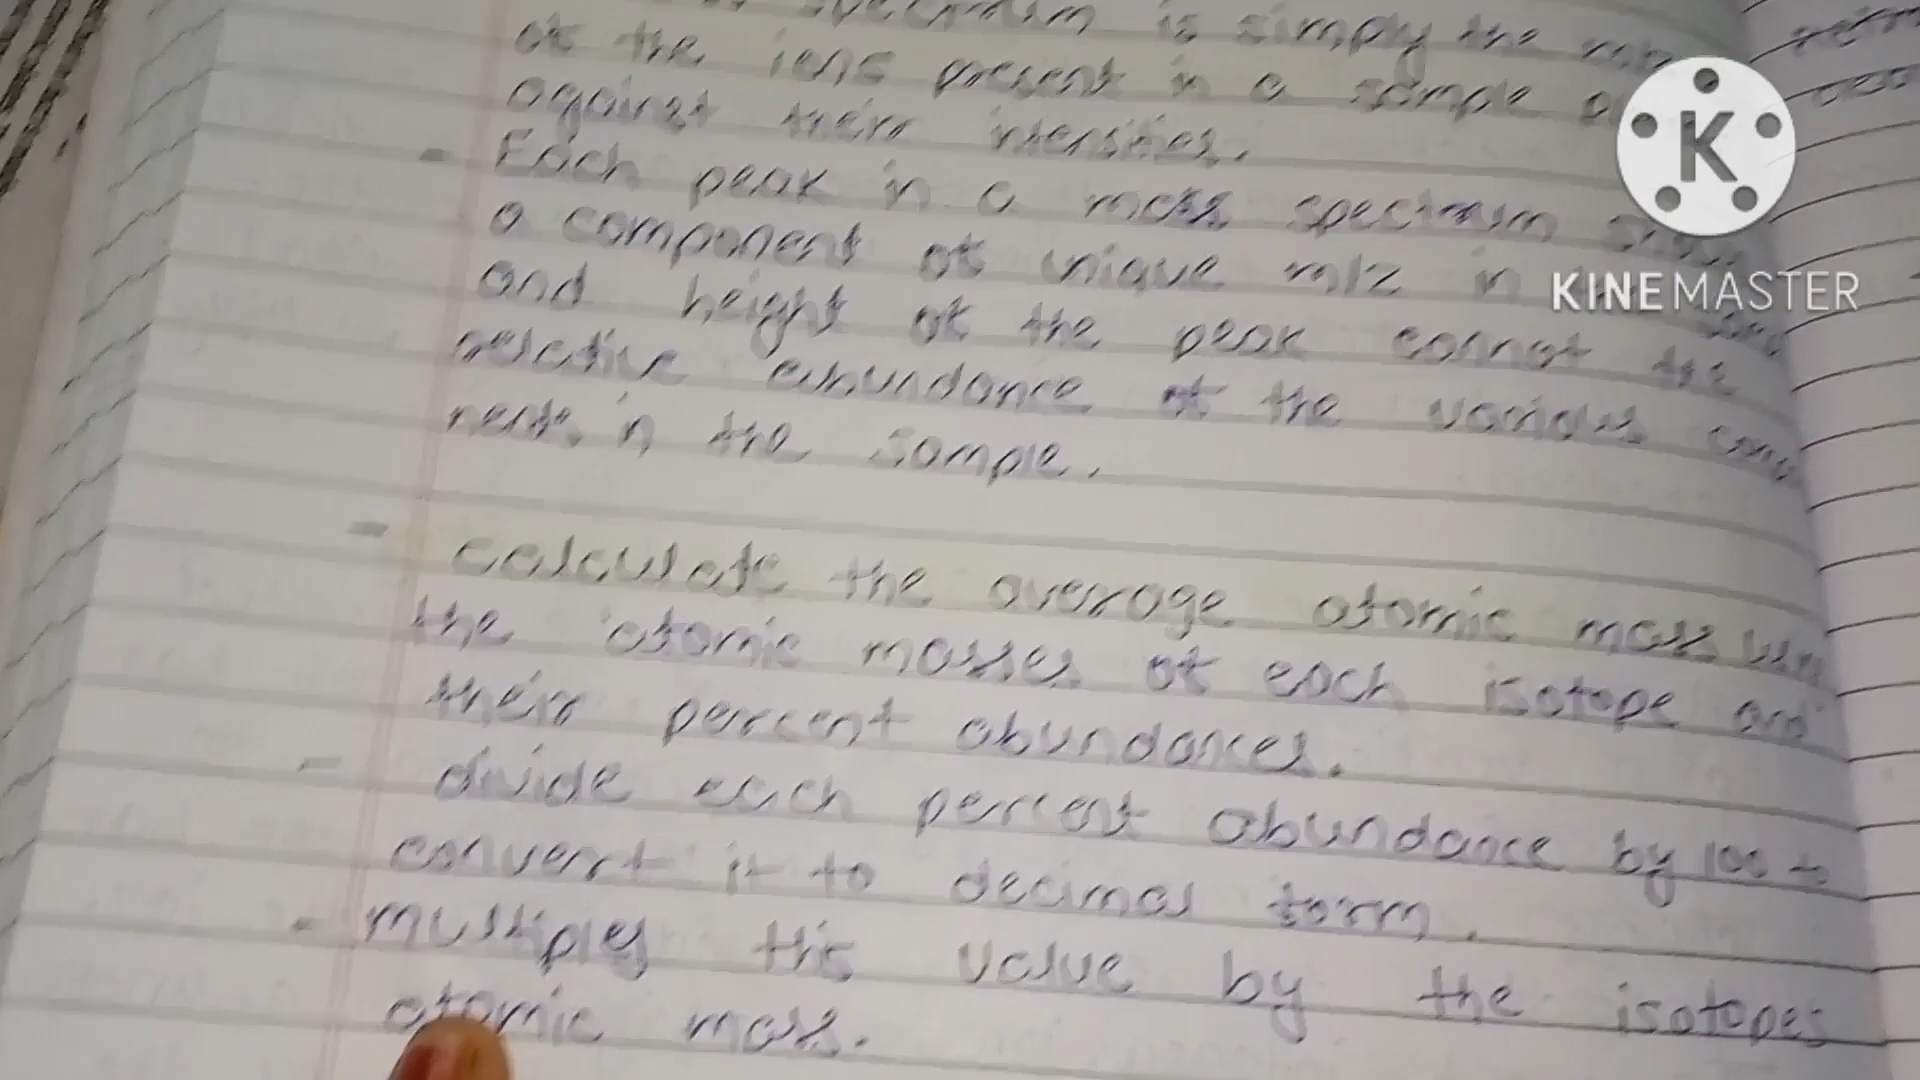 spectrum is simply the m/z
of the ions present in a sample
against their intensities.
- Each peak in a mass spectrum
a component of unique m/z in
and height of the peak connot the
relative abundance of the various compo
nents in the sample.
- calculate the average atomic mass using
the atomic masses of each isotope and
their percent abundances.
- divide each percent abundance by 100 to
convert it to decimal form.
- multiply this value by the isotopes
atomic mass.
K
KINEMASTER